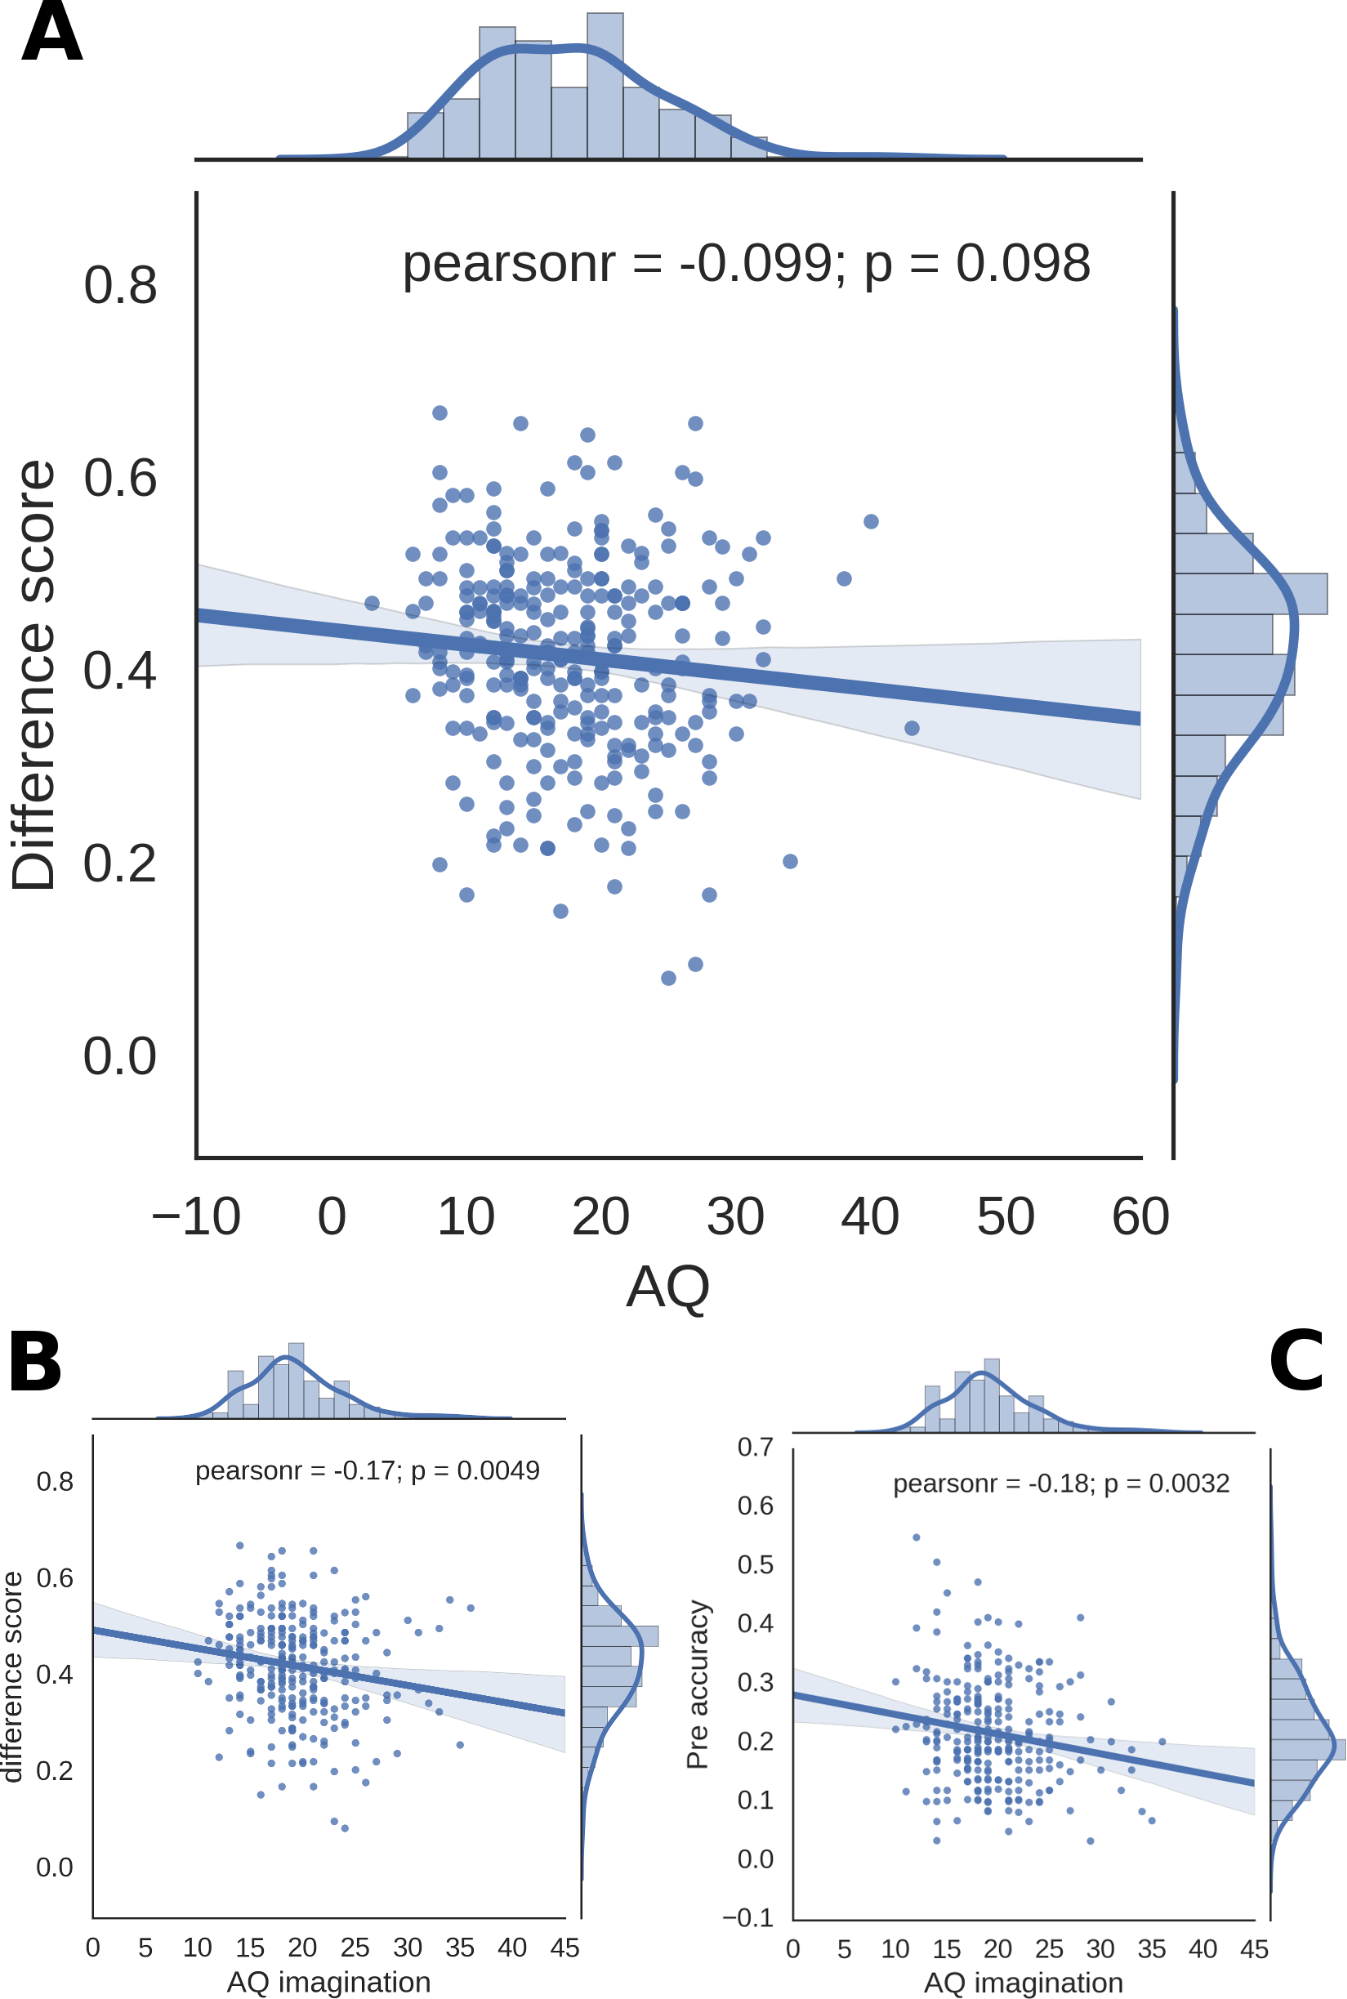 A
pearsonr = -0.099; p = 0.098
0.8
0.6
0.4
0.2
0.0
Difference score
−10 0 10 20 30 40 50 60
AQ
B
pearsonr = -0.17; p = 0.0049
0.8
0.6
0.4
0.2
0.0
difference score
0 5 10 15 20 25 30 35 40 45
AQ imagination
C
pearsonr = -0.18; p = 0.0032
0.7
0.6
0.5
0.4
0.3
0.2
0.1
0.0
−0.1
Pre accuracy
0 5 10 15 20 25 30 35 40 45
AQ imagination